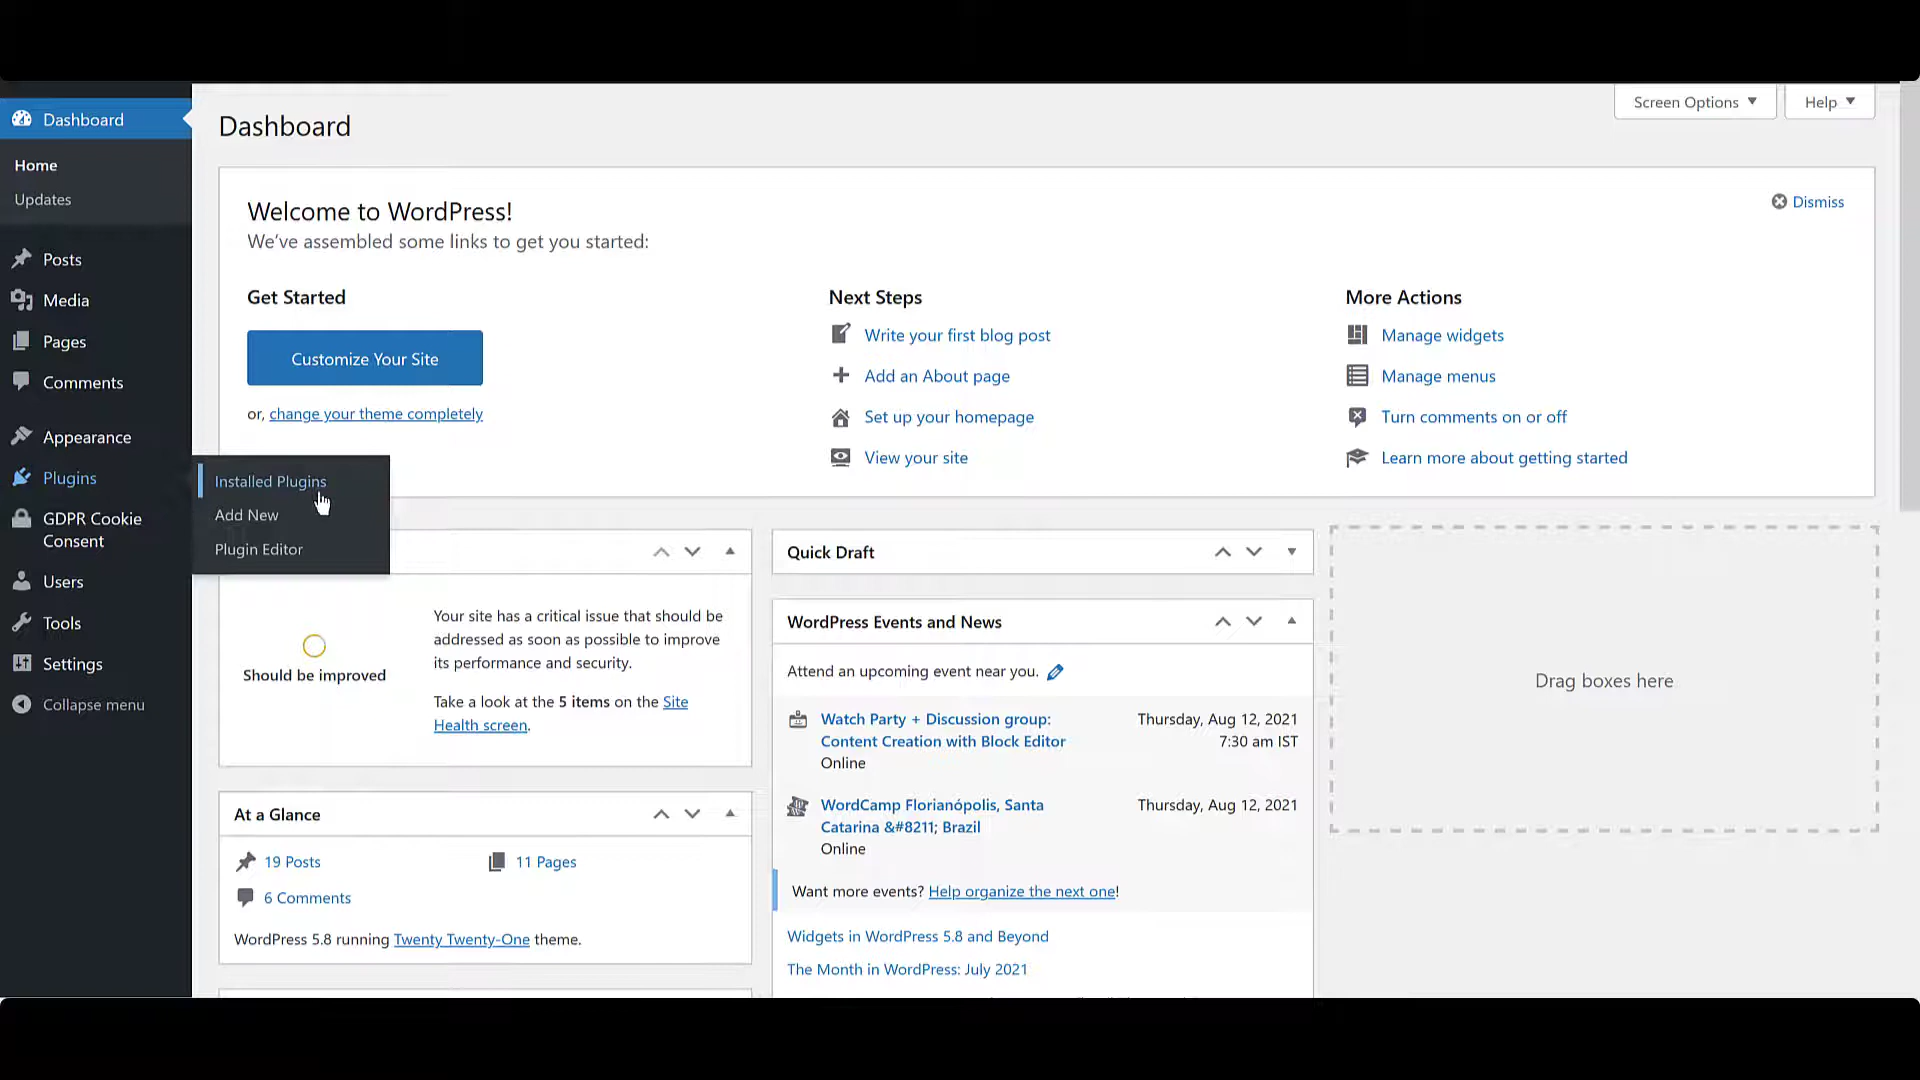 Dashboard
Home
Updates
Posts
Media
Pages
Comments
Appearance
Plugins
GDPR Cookie
Consent
Users
Tools
Settings
Collapse menu
Installed Plugins
Add New
Plugin Editor
Screen Options
Help
Dashboard
Welcome to WordPress!
We've assembled some links to get you started:
Dismiss
Get Started
Customize Your Site
or, change your theme completely
Next Steps
Write your first blog post
Add an About page
Set up your homepage
View your site
More Actions
Manage widgets
Manage menus
Turn comments on or off
Learn more about getting started
Should be improved
Your site has a critical issue that should be
addressed as soon as possible to improve
its performance and security.
Take a look at the 5 items on the Site
Health screen.
At a Glance
19 Posts
11 Pages
6 Comments
WordPress 5.8 running Twenty Twenty-One theme.
Quick Draft
WordPress Events and News
Attend an upcoming event near you.
Watch Party + Discussion group: Thursday, Aug 12, 2021
Content Creation with Block Editor 7:30 am IST
Online
WordCamp Florianópolis, Santa Thursday, Aug 12, 2021
Catarina &#8211; Brazil
Online
Want more events? Help organize the next one!
Widgets in WordPress 5.8 and Beyond
The Month in WordPress: July 2021
Drag boxes here